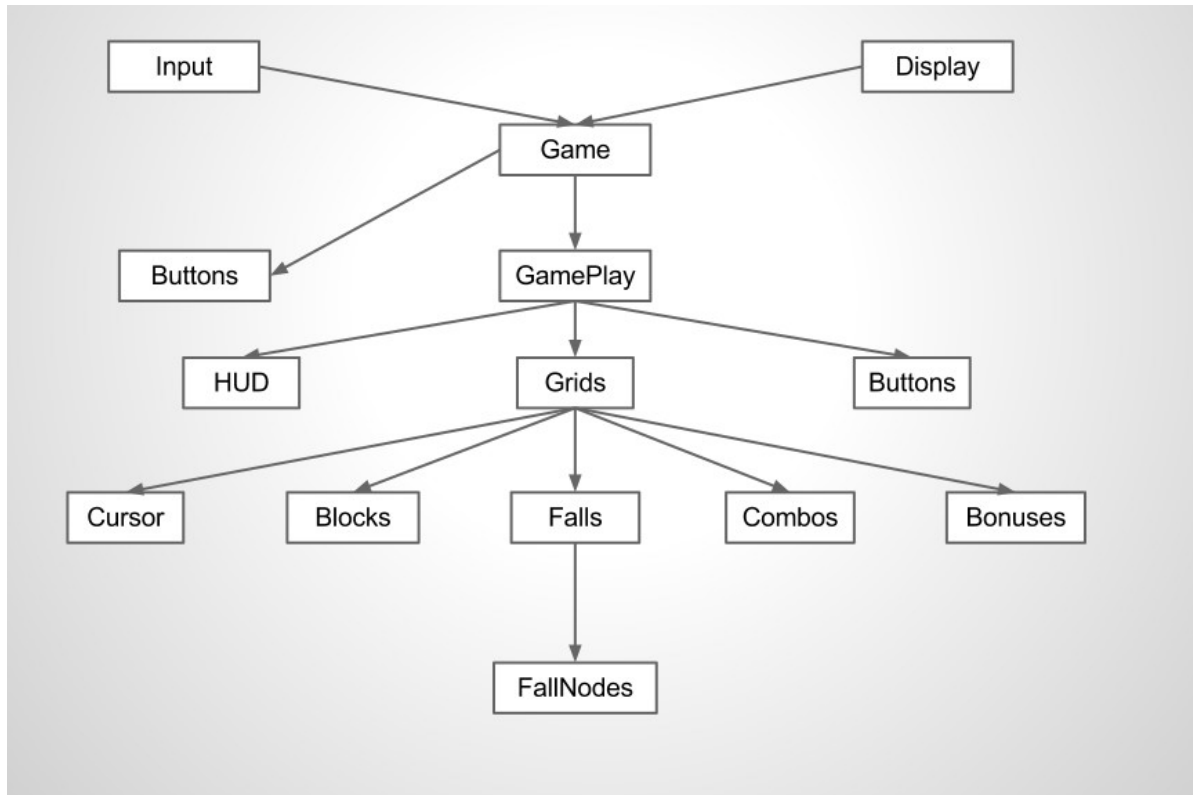 Input
Display
Game
Buttons
GamePlay
HUD
Grids
Buttons
Cursor
Blocks
Falls
Combos
Bonuses
FallNodes